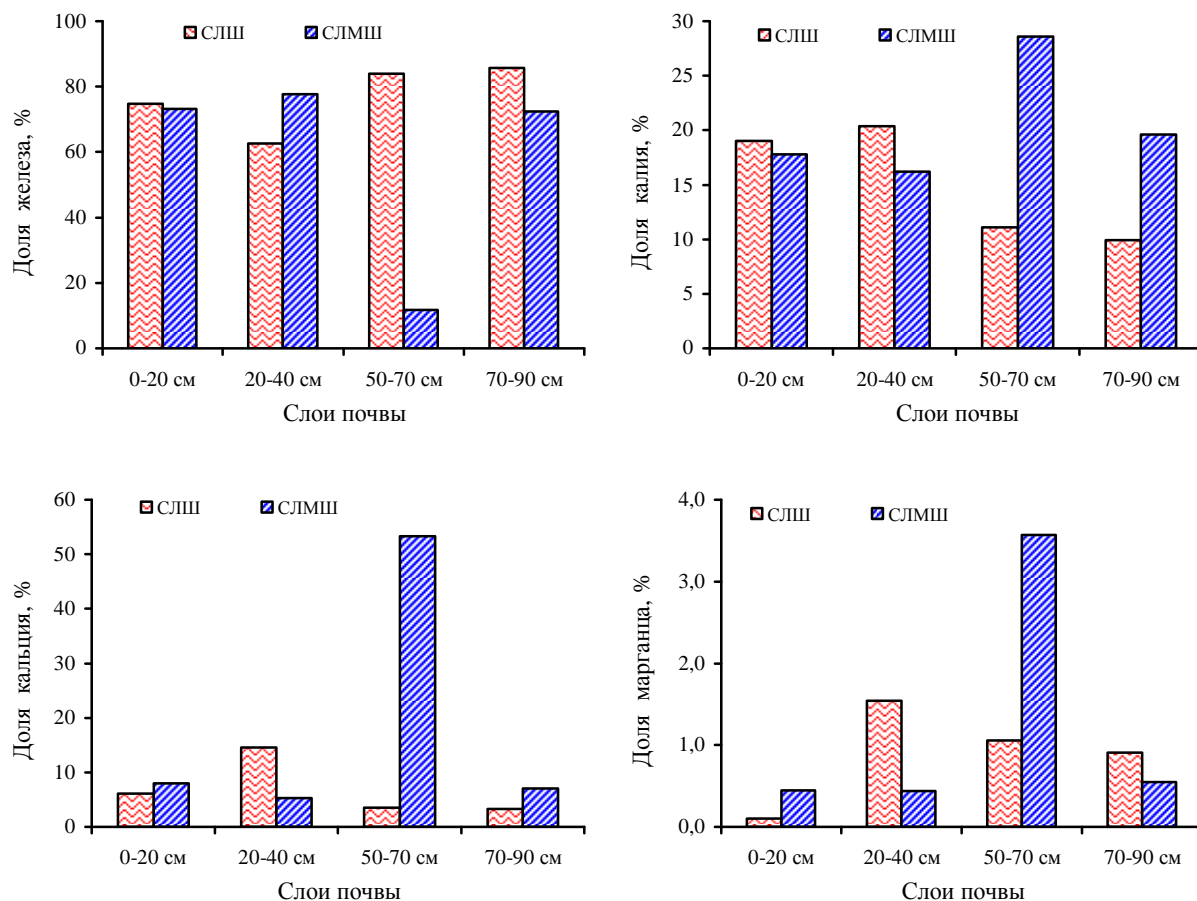 Доля железа, %
100
80
60
40
20
0
СЛШ
СЛМШ
0-20 см
20-40 см
50-70 см
70-90 см
Слои почвы
Доля калия, %
30
25
20
15
10
5
0
СЛШ
СЛМШ
0-20 см
20-40 см
50-70 см
70-90 см
Слои почвы
Доля кальция, %
60
50
40
30
20
10
0
СЛШ
СЛМШ
0-20 см
20-40 см
50-70 см
70-90 см
Слои почвы
Доля марганца, %
4,0
3,0
2,0
1,0
0,0
СЛШ
СЛМШ
0-20 см
20-40 см
50-70 см
70-90 см
Слои почвы